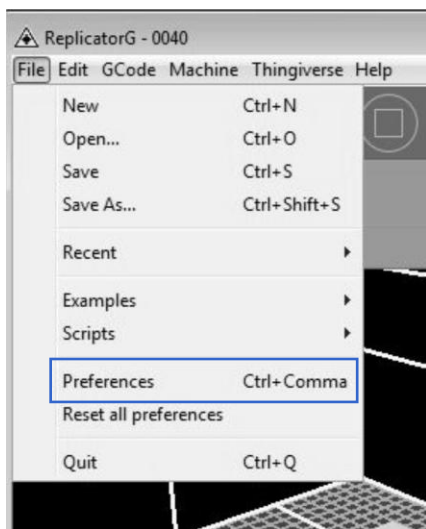 ReplicatorG - 0040
File Edit GCode Machine Thingiverse Help
New Ctrl+N
Open... Ctrl+O
Save Ctrl+S
Save As... Ctrl+Shift+S
Recent
Examples
Scripts
Preferences Ctrl+Comma
Reset all preferences
Quit Ctrl+Q